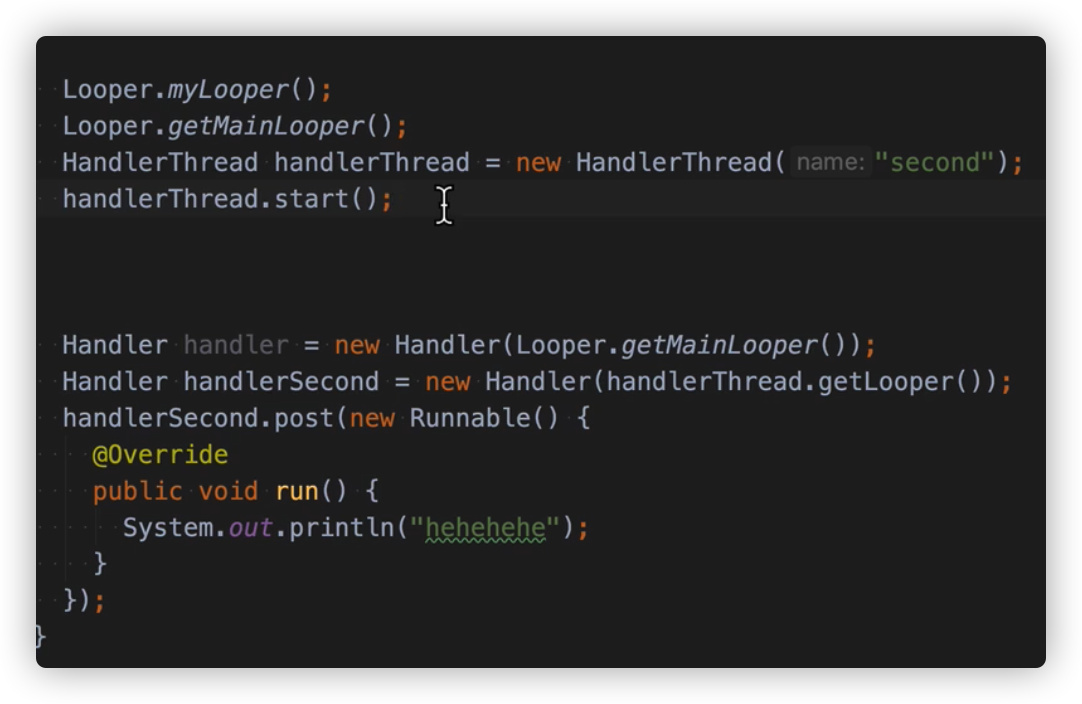 Looper.myLooper();
Looper.getMainLooper();
HandlerThread handlerThread = new HandlerThread( name: "second");
handlerThread.start();
Handler handler = new Handler(Looper.getMainLooper());
Handler handlerSecond = new Handler(handlerThread.getLooper());
handlerSecond.post(new Runnable() {
@Override
public void run() {
System.out.println("hehehehe");
}
});
}